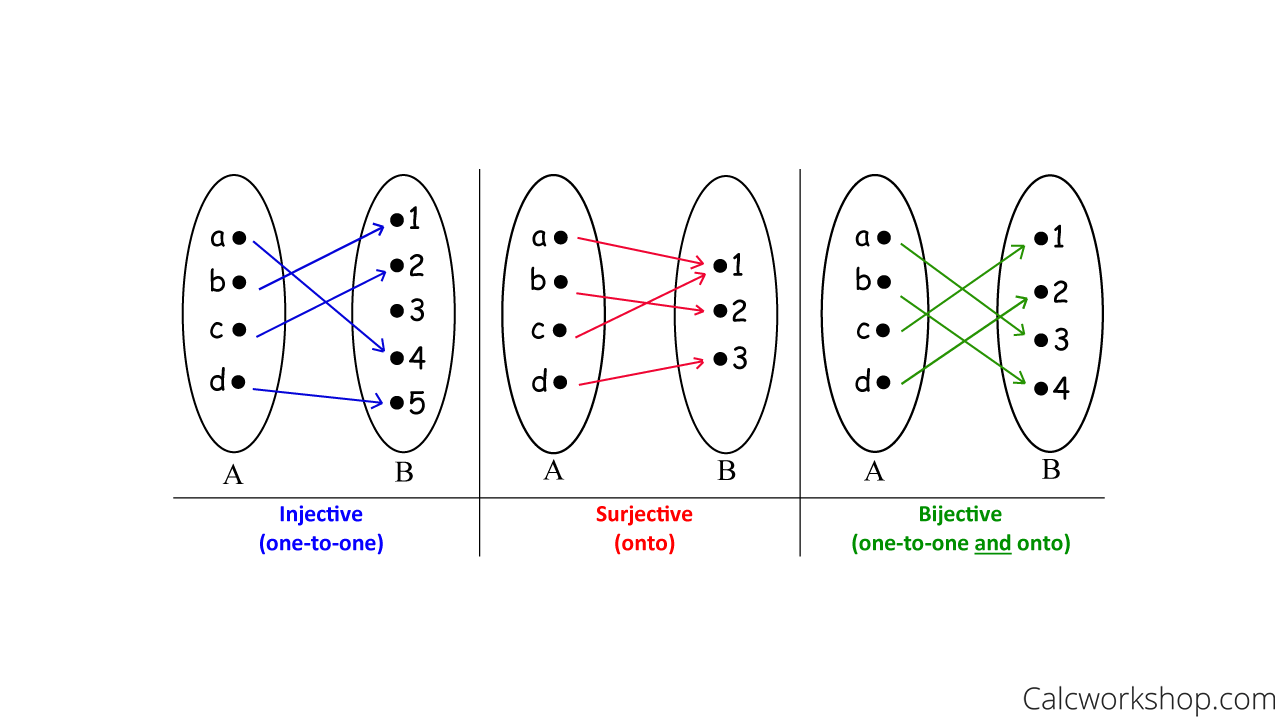 a
b
c
d
A
1
2
3
4
5
B
Injective
(one-to-one)
a
b
c
d
A
1
2
3
B
Surjective
(onto)
a
b
c
d
A
1
2
3
4
B
Bijective
(one-to-one and onto)
Calcworkshop.com